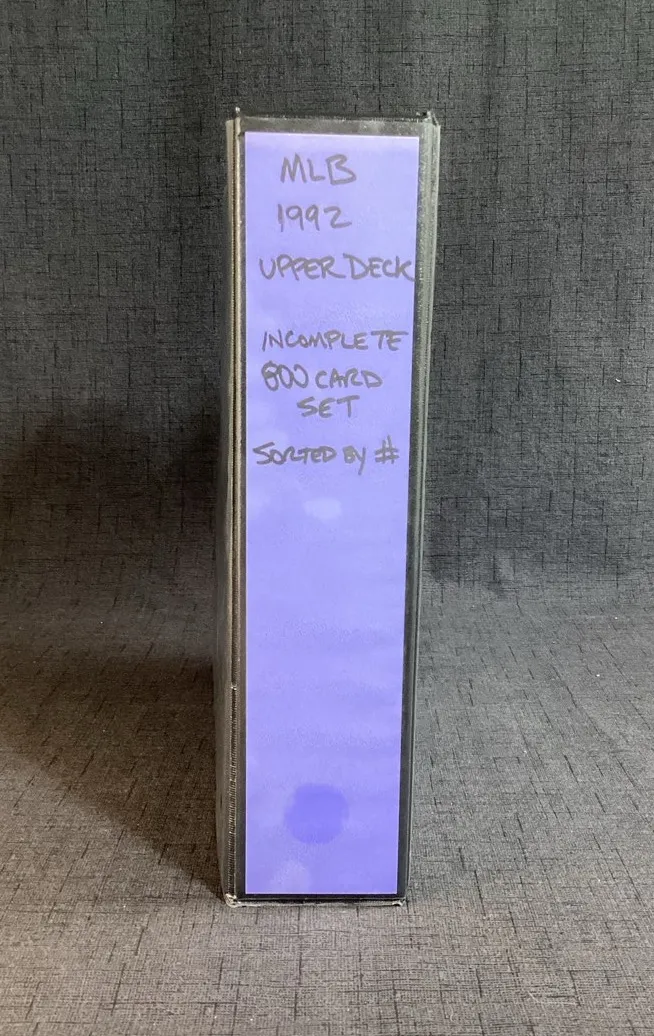 MLB
1992
UPPER DECK
INCOMPLETE
800 CARD
SET
SORTED BY #